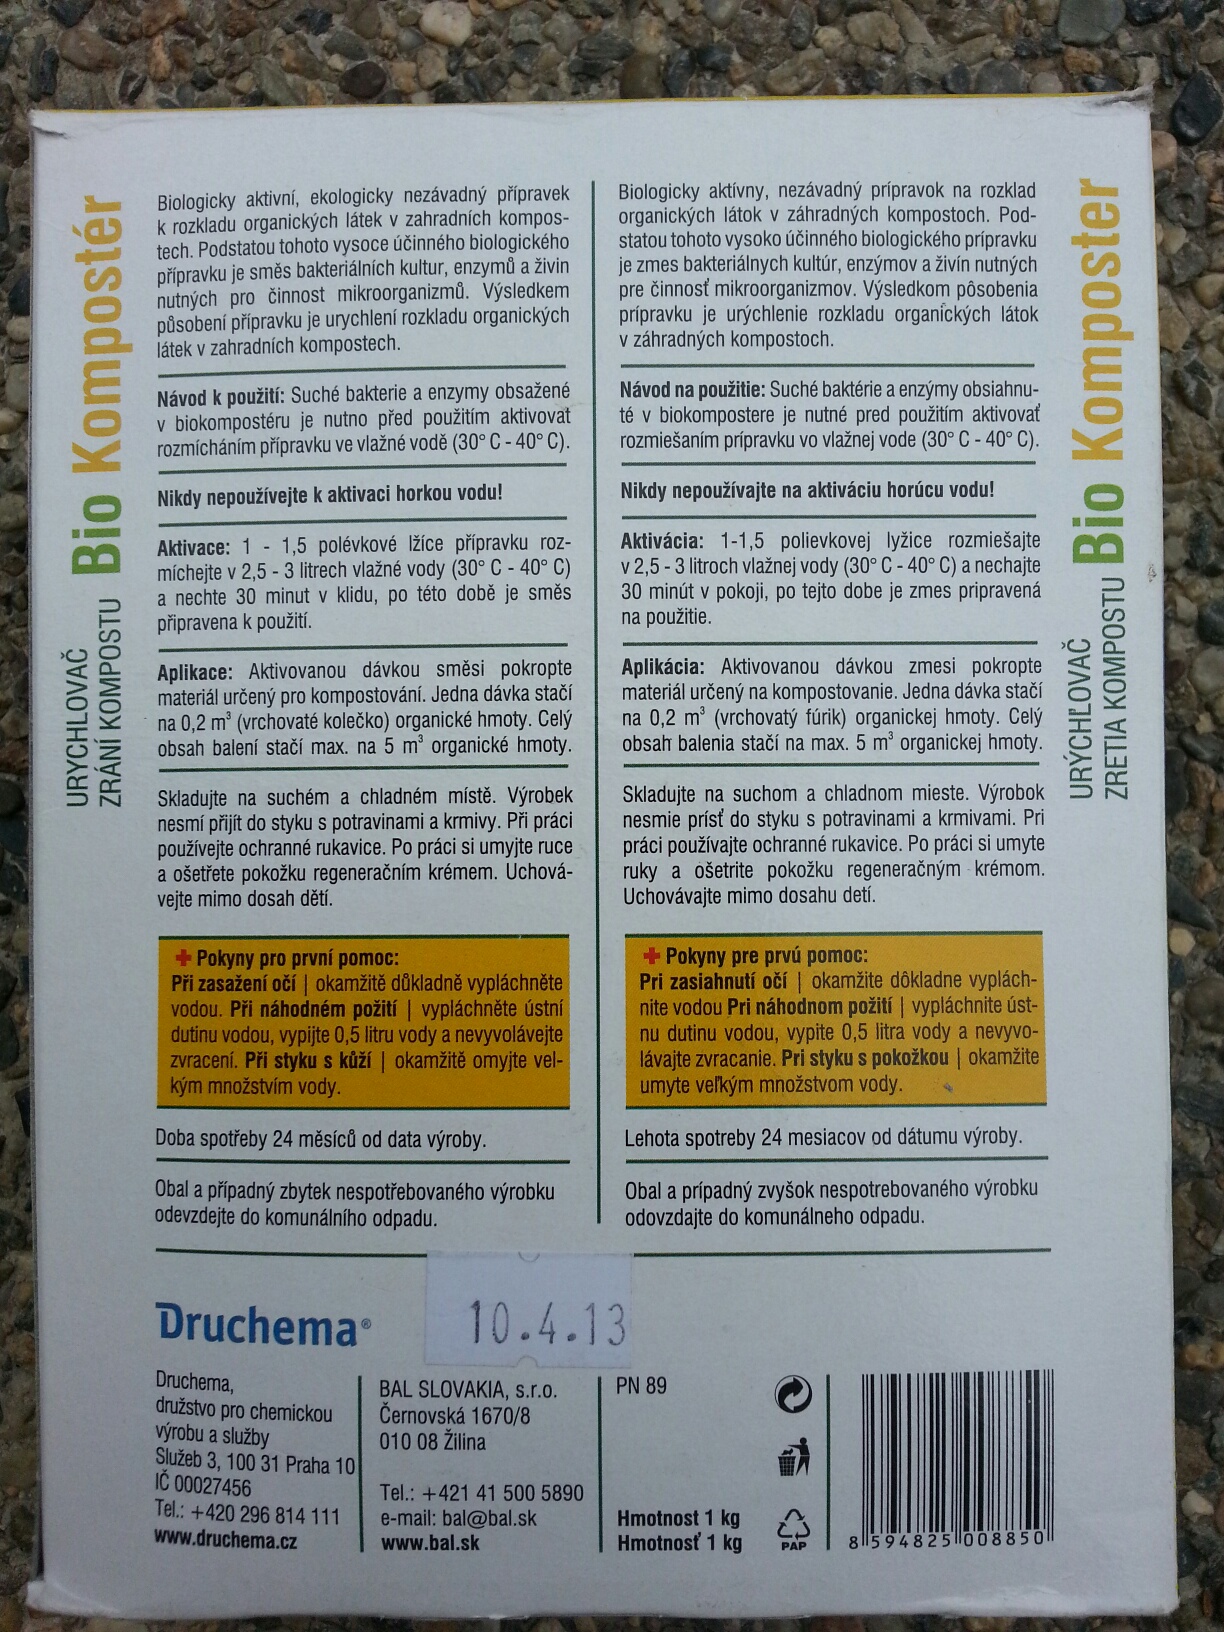 URYCHLOVAČ
ZRÁNÍ KOMPOSTU
Bio Kompostér
Biologicky aktivní, ekologicky nezávadný přípravek
k rozkladu organických látek v zahradních kompos-
tech. Podstatou tohoto vysoce účinného biologického
přípravku je směs bakteriálních kultur, enzymů a živin
nutných pro činnost mikroorganizmů. Výsledkem
působení přípravku je urychlení rozkladu organických
látek v zahradních kompostech.
Návod k použití: Suché bakterie a enzymy obsažené
v biokompostéru je nutno před použitím aktivovat
rozmícháním přípravku ve vlažné vodě (30° C - 40° C).
Nikdy nepoužívejte k aktivaci horkou vodu!
Aktivace: 1 - 1,5 polévkové lžíce přípravku roz-
míchejte v 2,5 - 3 litrech vlažné vody (30° C - 40° C)
a nechte 30 minut v klidu, po této době je směs
připravena k použití.
Aplikace: Aktivovanou dávkou směsi pokropte
materiál určený pro kompostování. Jedna dávka stačí
na 0,2 m³ (vrchovaté kolečko) organické hmoty. Celý
obsah balení stačí max. na 5 m³ organické hmoty.
Skladujte na suchém a chladném místě. Výrobek
nesmí přijít do styku s potravinami a krmivy. Při práci
používejte ochranné rukavice. Po práci si umyjte ruce
a ošetřete pokožku regeneračním krémem. Uchová-
vejte mimo dosah dětí.
Pokyny pro první pomoc:
Při zasažení očí | okamžitě důkladně vypláchněte
vodou. Při náhodném požití | vypláchněte ústní
dutinu vodou, vypijte 0,5 litru vody a nevyvolávejte
zvracení. Při styku s kůží | okamžitě omyjte vel-
kým množstvím vody.
Doba spotřeby 24 měsíců od data výroby.
Obal a případný zbytek nespotřebovaného výrobku
odevzdejte do komunálního odpadu.
Biologicky aktívny, nezávadný prípravok na rozklad
organických látok v záhradných kompostoch. Pod-
statou tohoto vysoko účinného biologického prípravku
je zmes bakteriálnych kultúr, enzýmov a živín nutných
pre činnosť mikroorganizmov. Výsledkom pôsobenia
prípravku je urýchlenie rozkladu organických látok
v záhradných kompostoch.
Návod na použitie: Suché baktérie a enzýmy obsiahnu-
té v biokompostere je nutné pred použitím aktivovať
rozmiešaním prípravku vo vlažnej vode (30° C - 40° C).
Nikdy nepoužívajte na aktiváciu horúcu vodu!
Aktivácia: 1-1,5 polievkovej lyžice rozmiešajte
v 2,5 - 3 litroch vlažnej vody (30° C - 40° C) a nechajte
30 minút v pokoji, po tejto dobe je zmes pripravená
na použitie.
Aplikácia: Aktivovanou dávkou zmesi pokropte
materiál určený na kompostovanie. Jedna dávka stačí
na 0,2 m³ (vrchovatý fúrik) organickej hmoty. Celý
obsah balenia stačí na max. 5 m³ organickej hmoty.
Skladujte na suchom a chladnom mieste. Výrobok
nesmie prísť do styku s potravinami a krmivami. Pri
práci používajte ochranné rukavice. Po práci si umyte
ruky a ošetrite pokožku regeneračným krémom.
Uchovávajte mimo dosahu detí.
Pokyny pre prvú pomoc:
Pri zasiahnutí očí | okamžite dôkladne vypláchnite-
nite vodou Pri náhodnom požití | vypláchnite úst-
nu dutinu vodou, vypite 0,5 litra vody a nevyvo-
lávajte zvracanie. Pri styku s pokožkou | okamžite
umyte veľkým množstvom vody.
Lehota spotreby 24 mesiacov od dátumu výroby.
Obal a prípadný zvyšok nespotrebovaného výrobku
odovzdajte do komunálneho odpadu.
URÝCHĽOVAČ
ZRETIA KOMPOSTU
Bio Komposter
10.4.13
Druchema®
Druchema,
družstvo pro chemickou
výrobu a služby
Služeb 3, 100 31 Praha 10
IČ 00027456
Tel.: +420 296 814 111
www.druchema.cz
BAL SLOVAKIA, s.r.o.
Černovská 1670/8
010 08 Žilina
Tel.: +421 41 500 5890
e-mail: bal@bal.sk
www.bal.sk
PN 89
Hmotnost 1 kg
Hmotnosť 1 kg
PAP
8 594825 008850